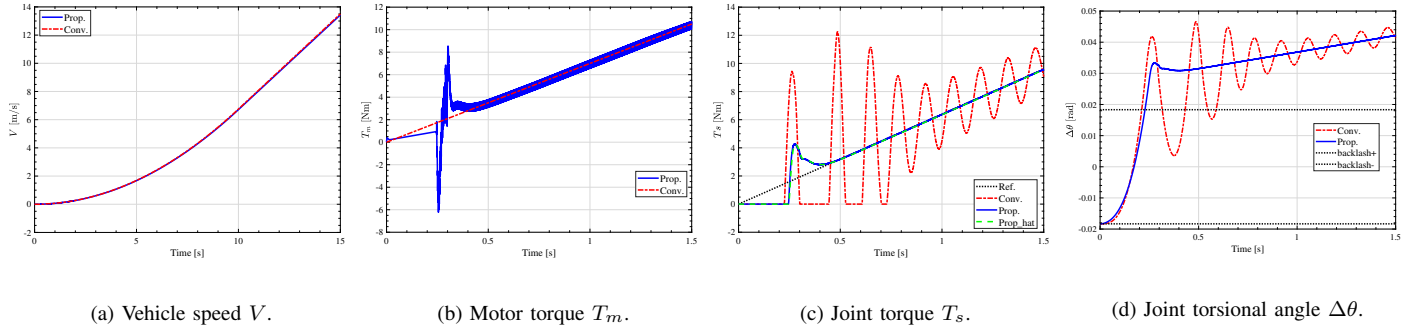 14
12
10
8
6
4
2
0
-2
V [m/s]
Prop.
Conv.
0
5
10
15
Time [s]
12
10
8
6
4
2
0
-2
4
6
8
T_m [Nm]
Prop.
Conv.
0
0.5
1
1.5
Time [s]
14
12
10
8
6
4
2
0
-2
Ts [Nm]
Ref.
Conv.
Prop.
Prop_hat
0
0.5
1
1.5
Time [s]
0.05
0.04
0.03
0.02
0.01
0
-0.01
-0.02
Δθ [rad]
Conv.
Prop.
backlash+
backlash-
0
0.5
1
1.5
Time [s]
(a) Vehicle speed V.
(b) Motor torque T_m.
(c) Joint torque T_s.
(d) Joint torsional angle Δθ.